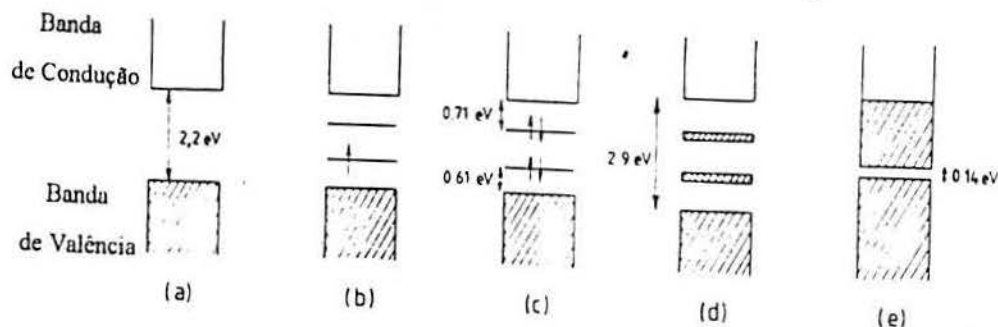 Banda
de Condução
2,2 eV
Banda
de Valência
(a)
(b)
0.71 eV
0.61 eV
(c)
2 9 eV
(d)
0.14 eV
(e)